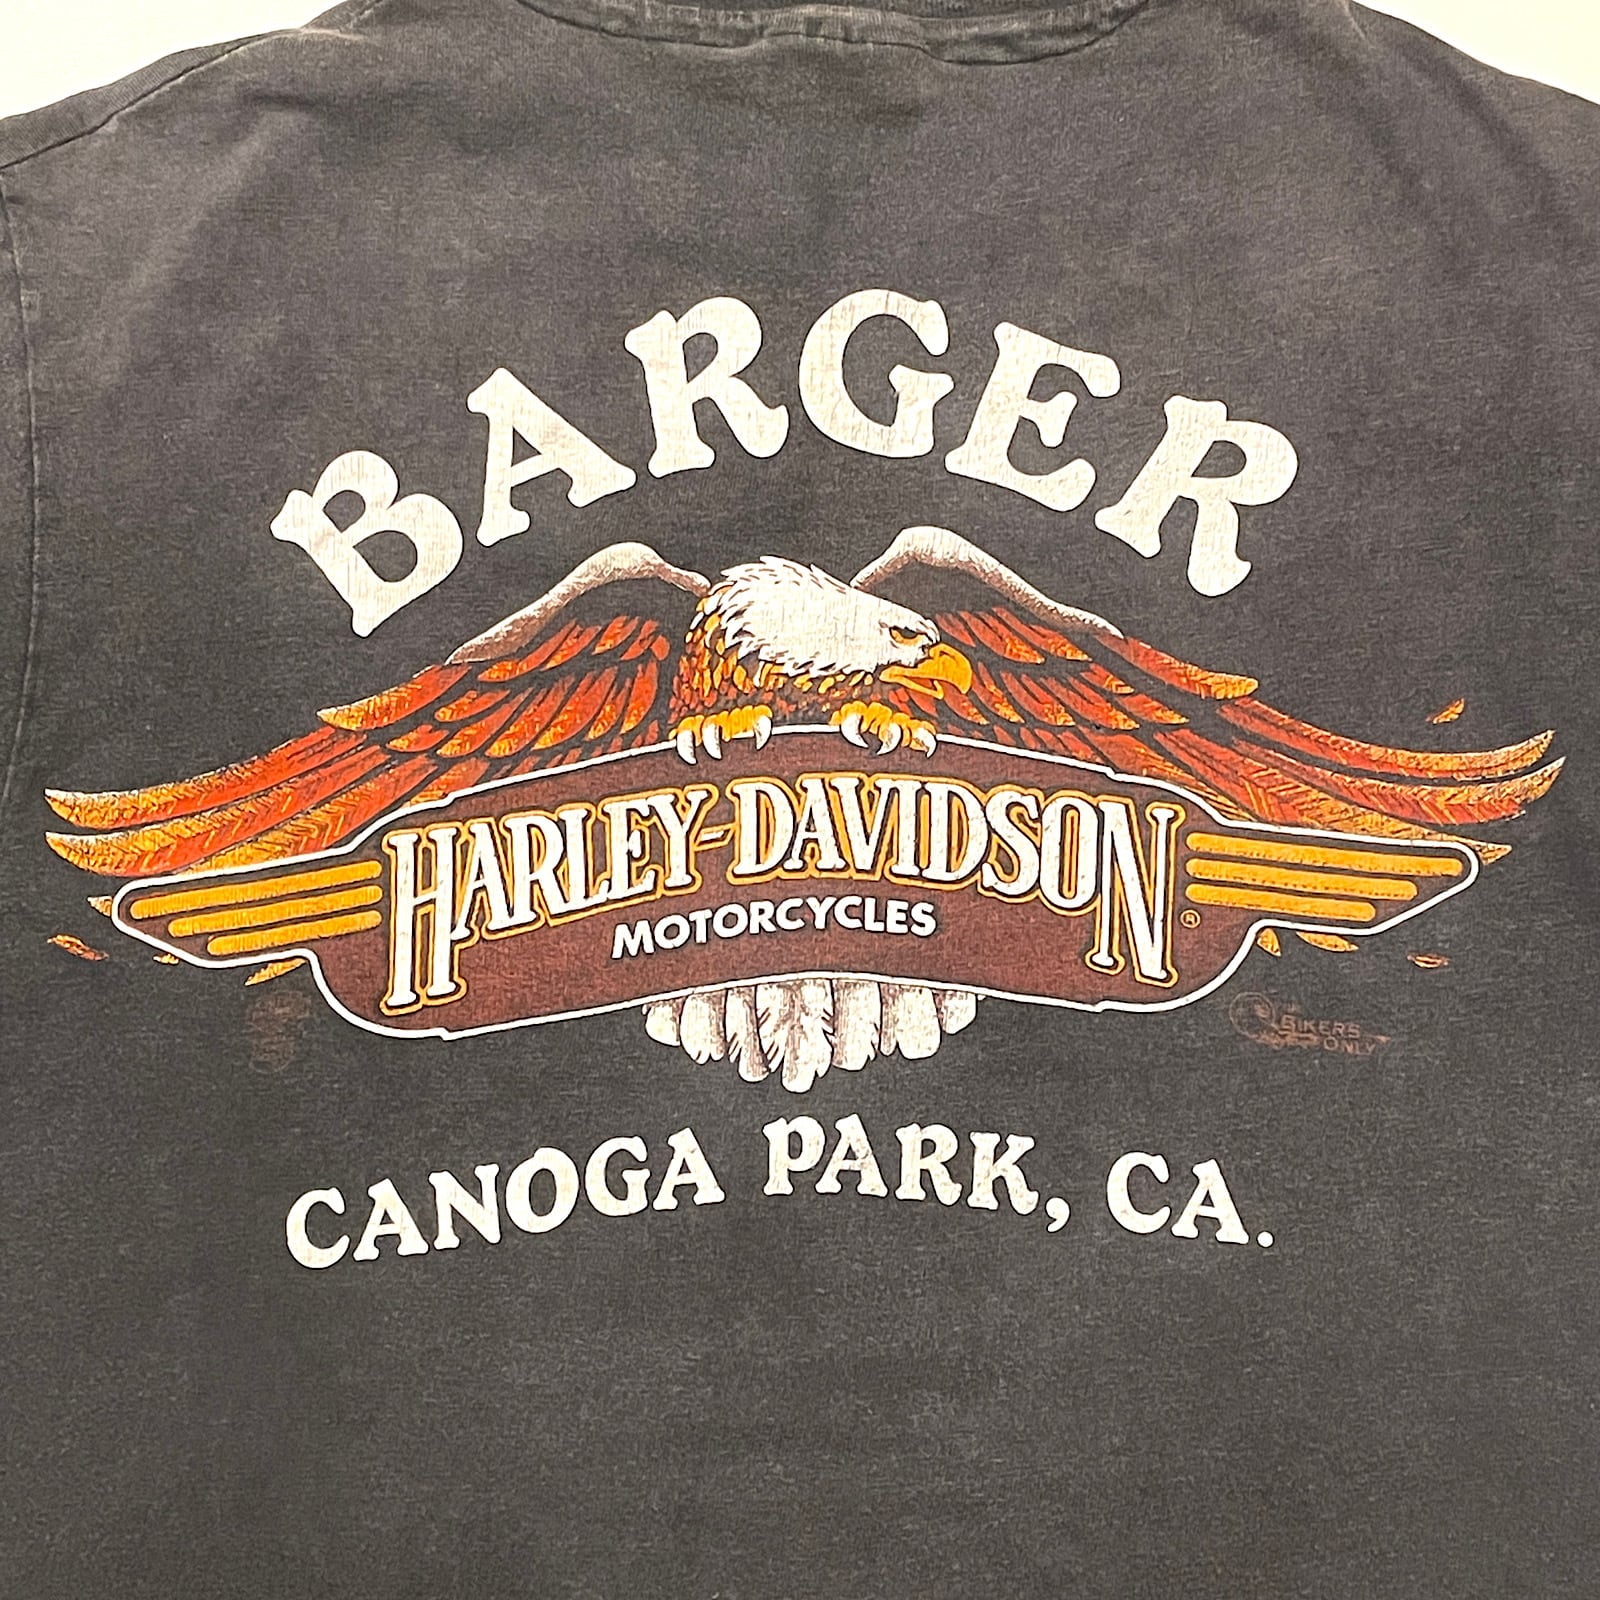 BARGER
HARLEY-DAVIDSON
MOTORCYCLES
®
BIKERS
ONLY
CANOGA PARK, CA.